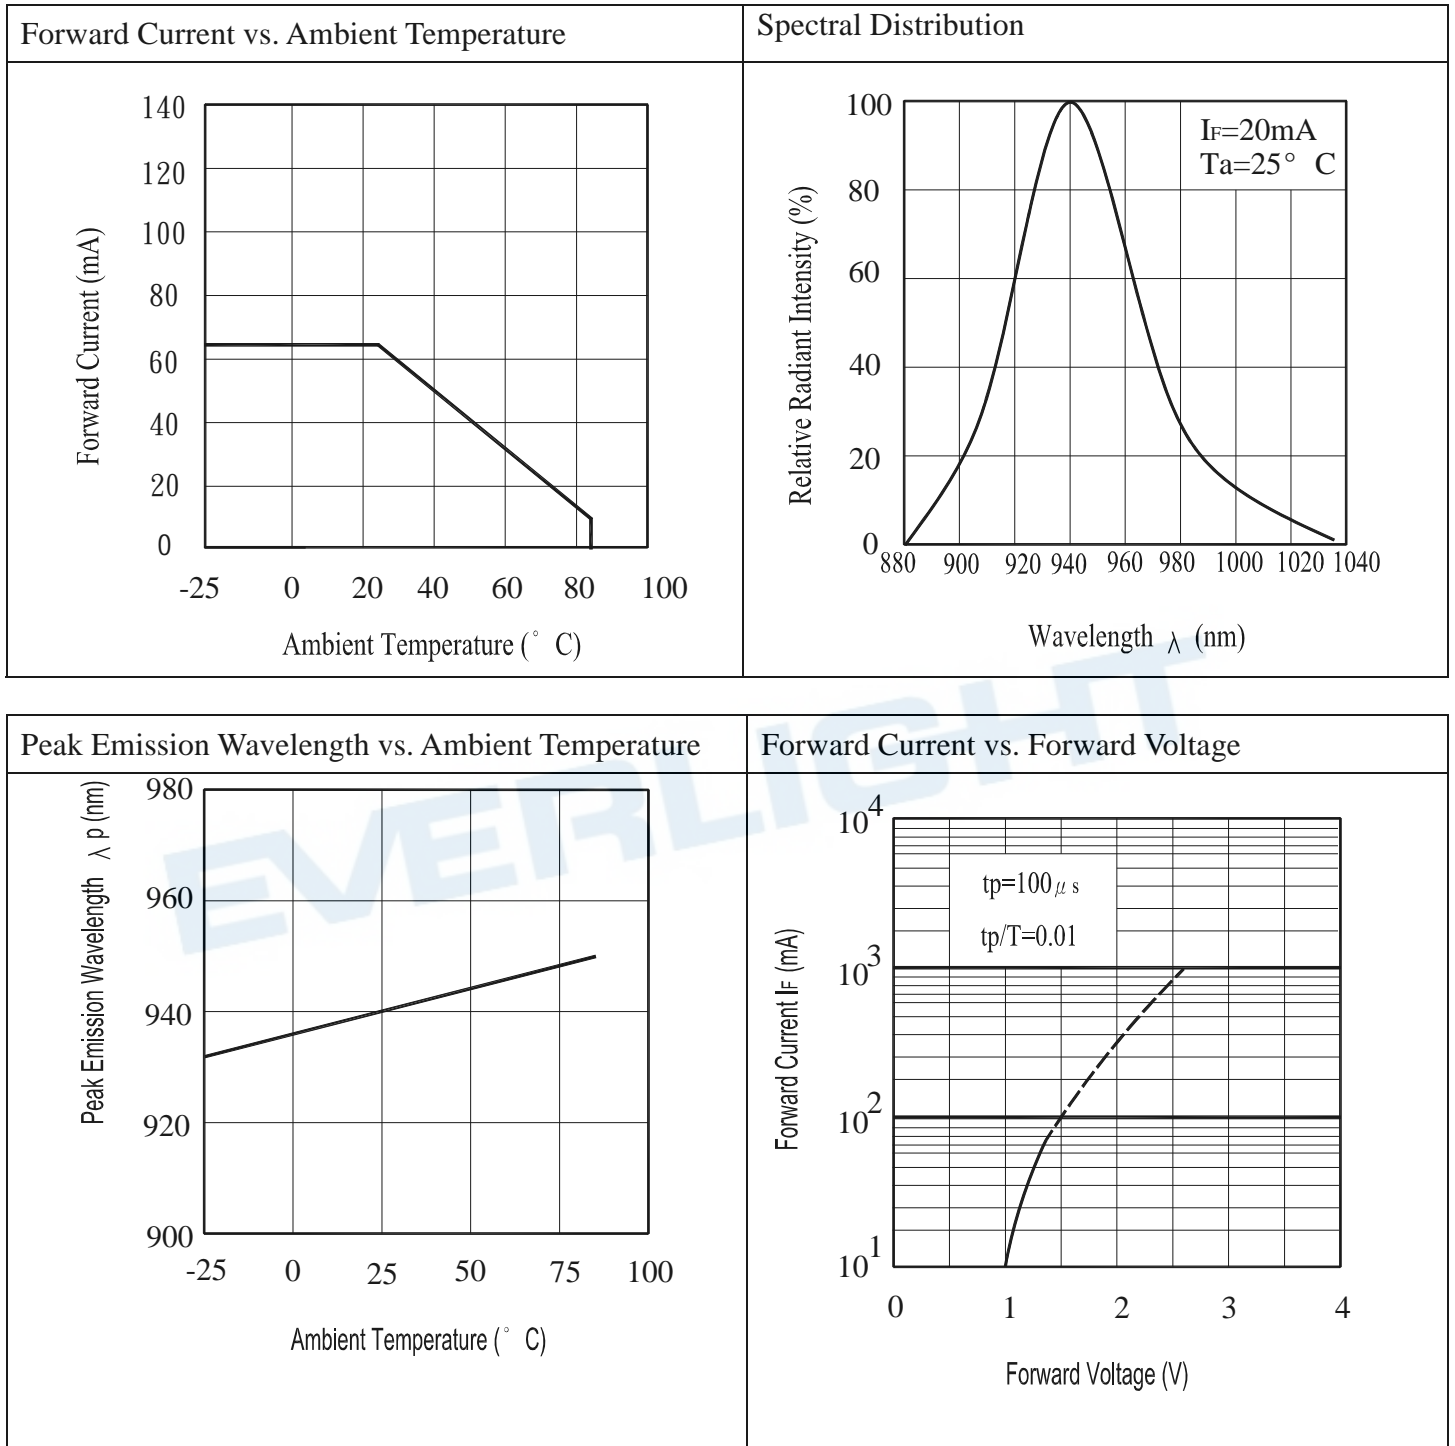 Forward Current vs. Ambient Temperature
Forward Current (mA)
140
120
100
80
60
40
20
0
-25 0 20 40 60 80 100
Ambient Temperature (° C)
Spectral Distribution
Relative Radiant Intensity (%)
100
80
60
40
20
0
IF=20mA
Ta=25° C
880 900 920 940 960 980 1000 1020 1040
Wavelength λ (nm)
Peak Emission Wavelength vs. Ambient Temperature
Peak Emission Wavelength λ p (nm)
980
960
940
920
900
-25 0 25 50 75 100
Ambient Temperature (° C)
Forward Current vs. Forward Voltage
Forward Current IF (mA)
10^4
10^3
10^2
10^1
tp=100μ s
tp/T=0.01
0 1 2 3 4
Forward Voltage (V)
EVERLIGHT